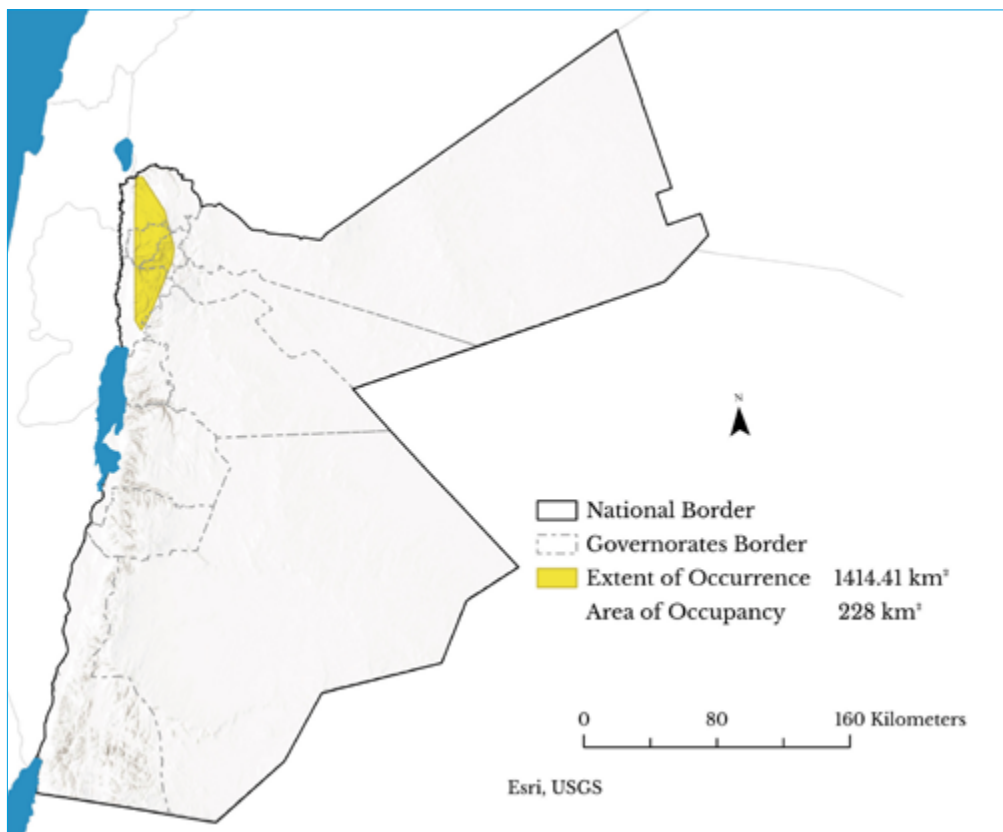 N
National Border
Governorates Border
Extent of Occurrence 1414.41 km²
Area of Occupancy 228 km²
0 80 160 Kilometers
Esri, USGS